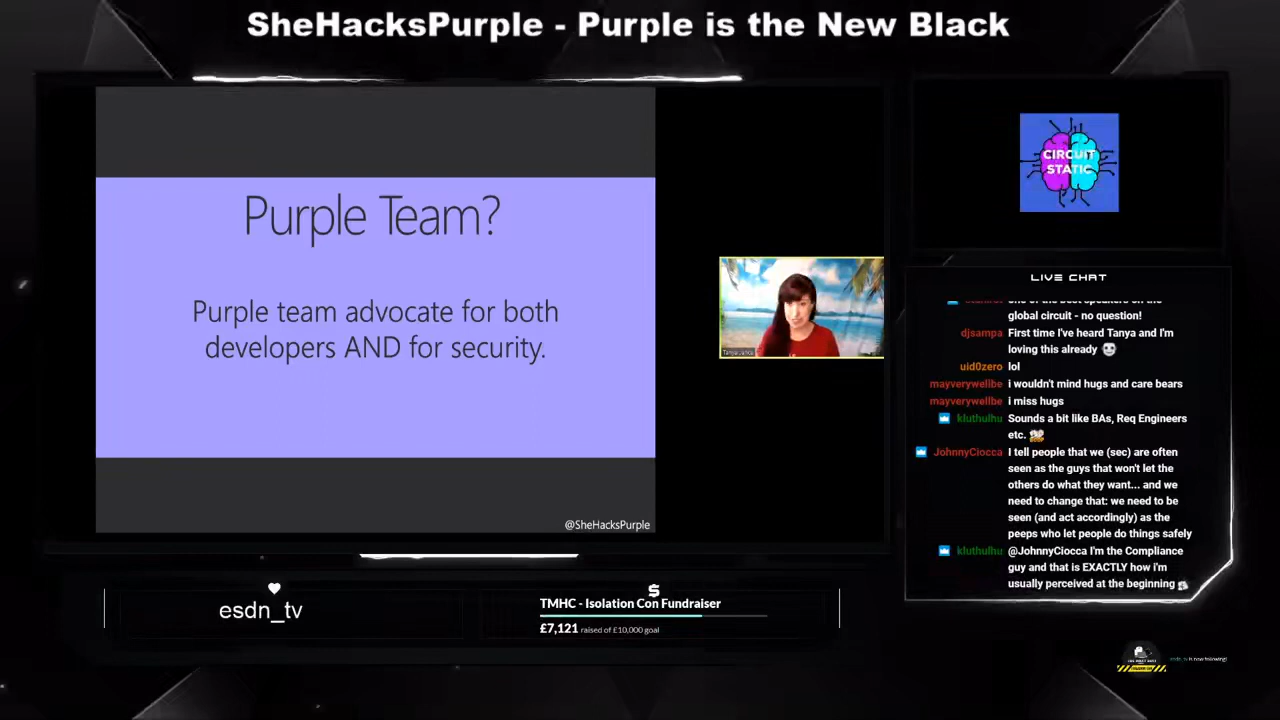 SheHacksPurple - Purple is the New Black
Purple Team?
Purple team advocate for both
developers AND for security.
@SheHacksPurple
CIRCUIT
STATIC
LIVE CHAT
global circuit - no question!
djsampa First time I've heard Tanya and I'm
loving this already
uid0zero lol
mayverywellbe i wouldn't mind hugs and care bears
mayverywellbe i miss hugs
kluthulhu Sounds a bit like BAs, Req Engineers
etc.
JohnnyCiocca I tell people that we (sec) are often
seen as the guys that won't let the
others do what they want... and we
need to change that: we need to be
seen (and act accordingly) as the
peeps who let people do things safely
kluthulhu @JohnnyCiocca I'm the Compliance
guy and that is EXACTLY how i'm
usually perceived at the beginning
esdn_tv
$
TMHC - Isolation Con Fundraiser
£7,121 raised of £10,000 goal
esdn_tv is now following!